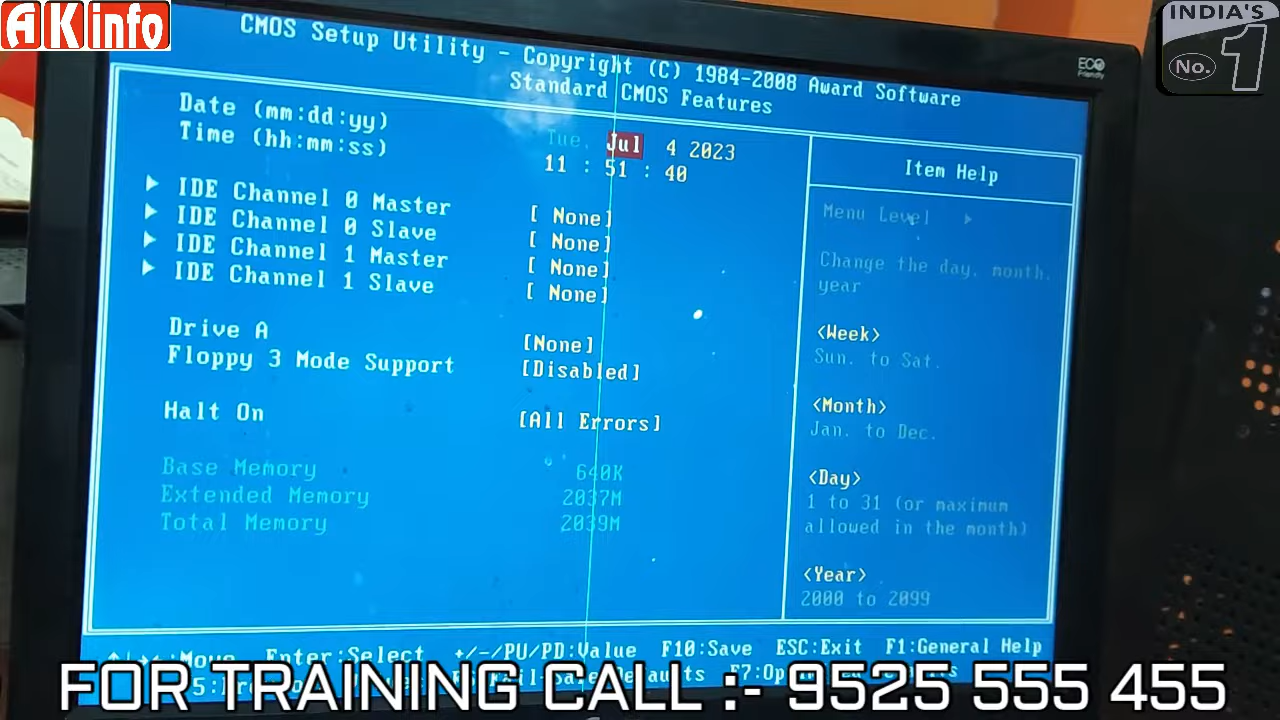 AK info
INDIA'S
No. 1
ECO
Friendly
CMOS Setup Utility - Copyright (C) 1984-2008 Award Software
Standard CMOS Features
Date (mm:dd:yy) Tue, Jul 4 2023
Time (hh:mm:ss) 11 : 51 : 40
IDE Channel 0 Master [ None]
IDE Channel 0 Slave [ None]
IDE Channel 1 Master [ None]
IDE Channel 1 Slave [ None]
Drive A [None]
Floppy 3 Mode Support [Disabled]
Halt On [All Errors]
Base Memory 640K
Extended Memory 2037M
Total Memory 2039M
Item Help
Menu Level
Change the day, month,
year
<Week>
Sun. to Sat.
<Month>
Jan. to Dec.
<Day>
1 to 31 (or maximum
allowed in the month)
<Year>
2000 to 2099
:Move Enter:Select +/-/PU/PD:Value F10:Save ESC:Exit F1:General Help
FOR TRAINING CALL :- 9525 555 455